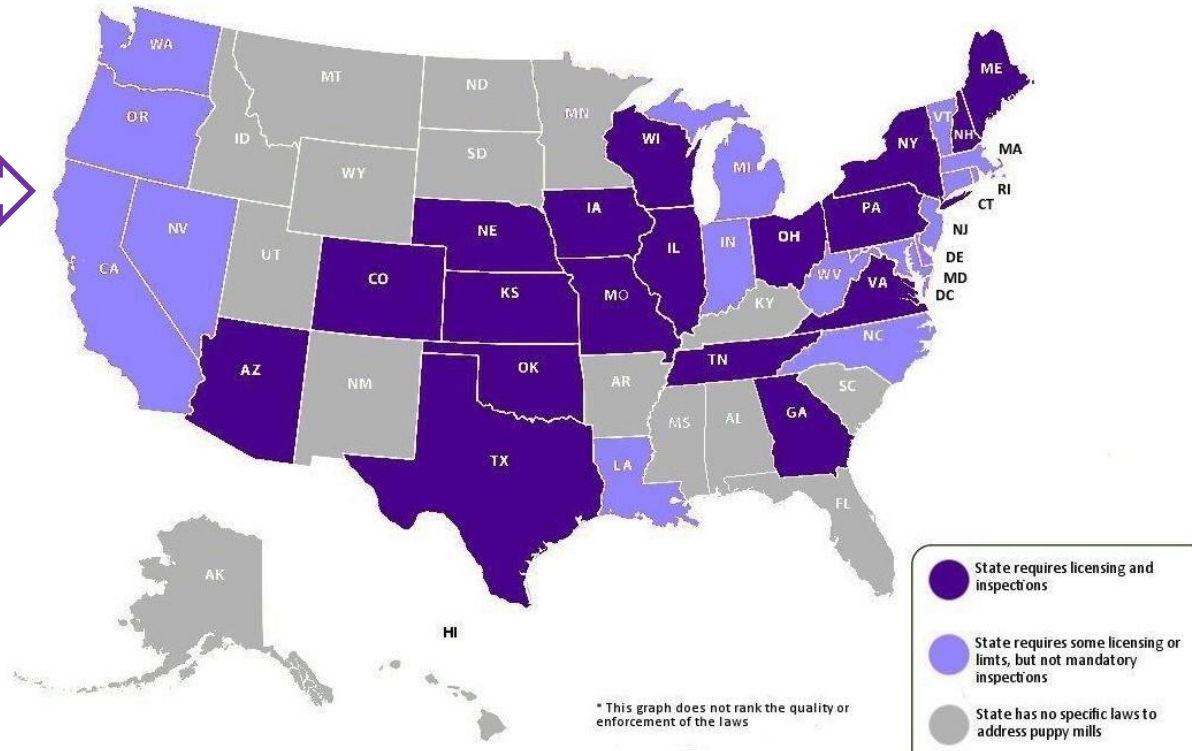 WA
OR
CA
NV
ID
MT
WY
UT
AZ
CO
NM
ND
SD
NE
KS
OK
TX
MN
IA
MO
AR
LA
WI
IL
MI
IN
OH
KY
TN
MS
AL
GA
FL
SC
NC
VA
WV
PA
NY
VT
NH
ME
MA
RI
CT
NJ
DE
MD
DC
AK
HI
* This graph does not rank the quality or
enforcement of the laws
State requires licensing and
inspections
State requires some licensing or
limts, but not mandatory
inspections
State has no specific laws to
address puppy mills